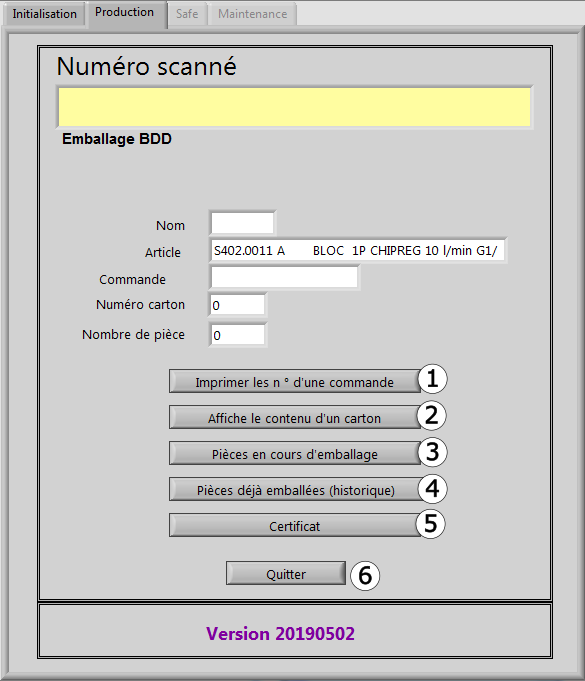 Initialisation Production Safe Maintenance
Numéro scanné
Emballage BDD
Nom
Article S402.0011 A BLOC 1P CHIPREG 10 l/min G1/
Commande
Numéro carton 0
Nombre de pièce 0
Imprimer les n ° d'une commande 1
Affiche le contenu d'un carton 2
Pièces en cours d'emballage 3
Pièces déjà emballées (historique) 4
Certificat 5
Quitter 6
Version 20190502